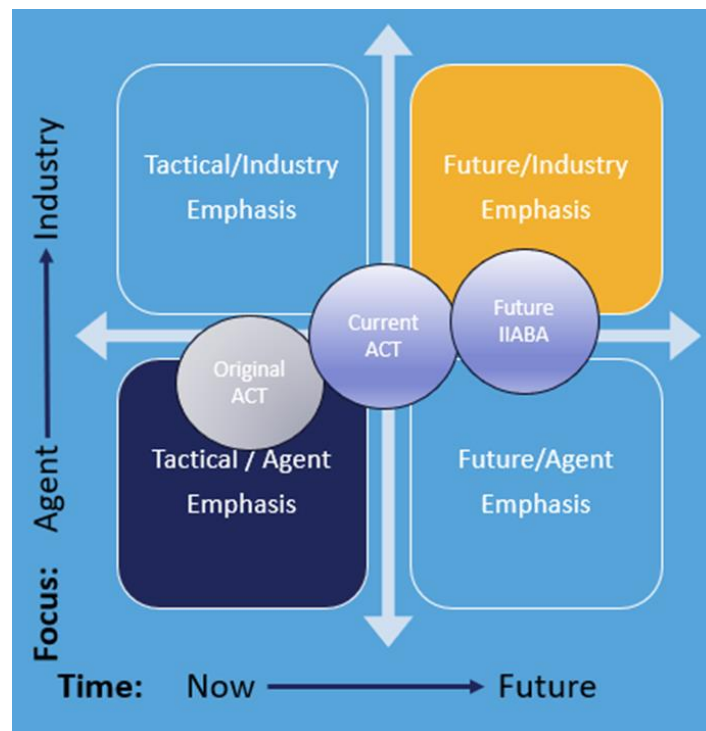 Tactical/Industry
Emphasis
Future/Industry
Emphasis
Original
ACT
Current
ACT
Future
IIABA
Tactical / Agent
Emphasis
Future/Agent
Emphasis
Focus: Agent Industry
Time: Now Future